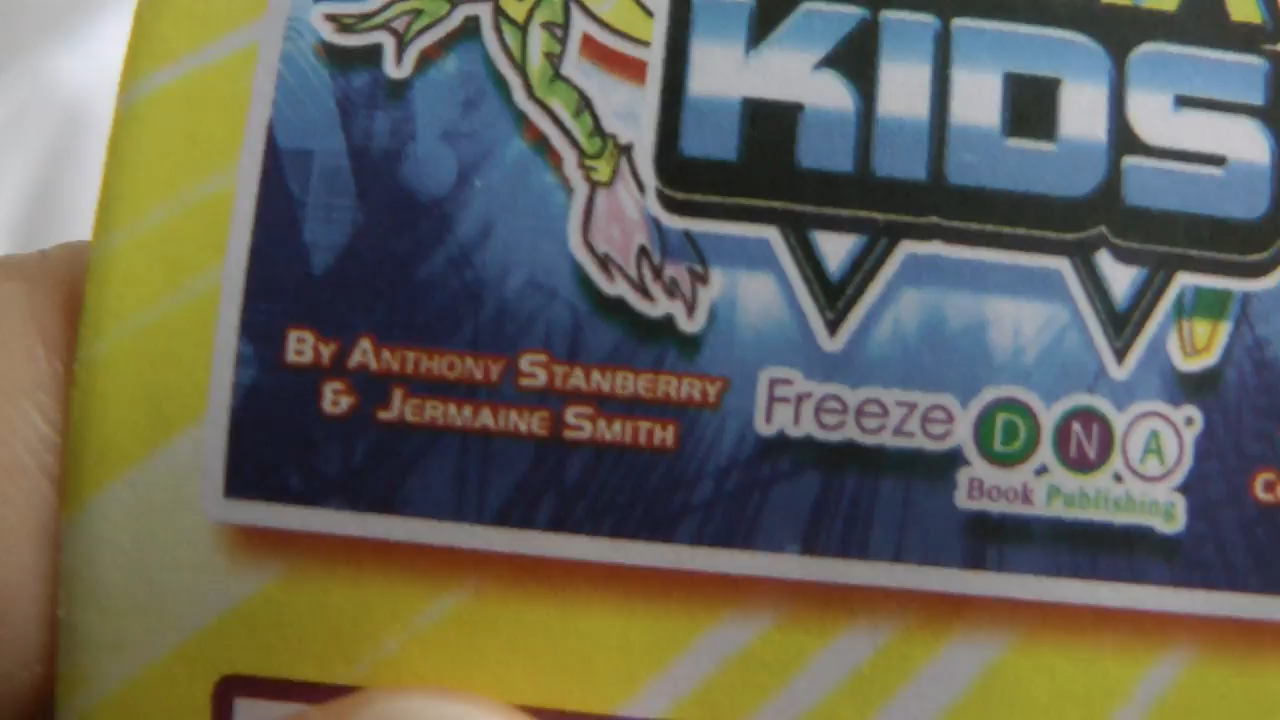 KIDS
By Anthony Stanberry
& Jermaine Smith
Freeze DNA
Book Publishing